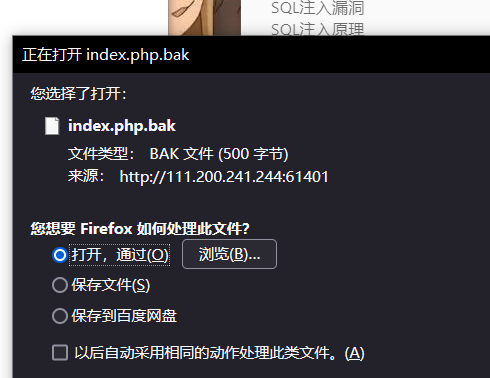 SQL注入漏洞
SQL注入原理
正在打开 index.php.bak
您选择了打开：
index.php.bak
文件类型： BAK 文件 (500 字节)
来源： http://111.200.241.244:61401
您想要 Firefox 如何处理此文件？
打开，通过(O) 浏览(B)...
保存文件(S)
保存到百度网盘
以后自动采用相同的动作处理此类文件。(A)